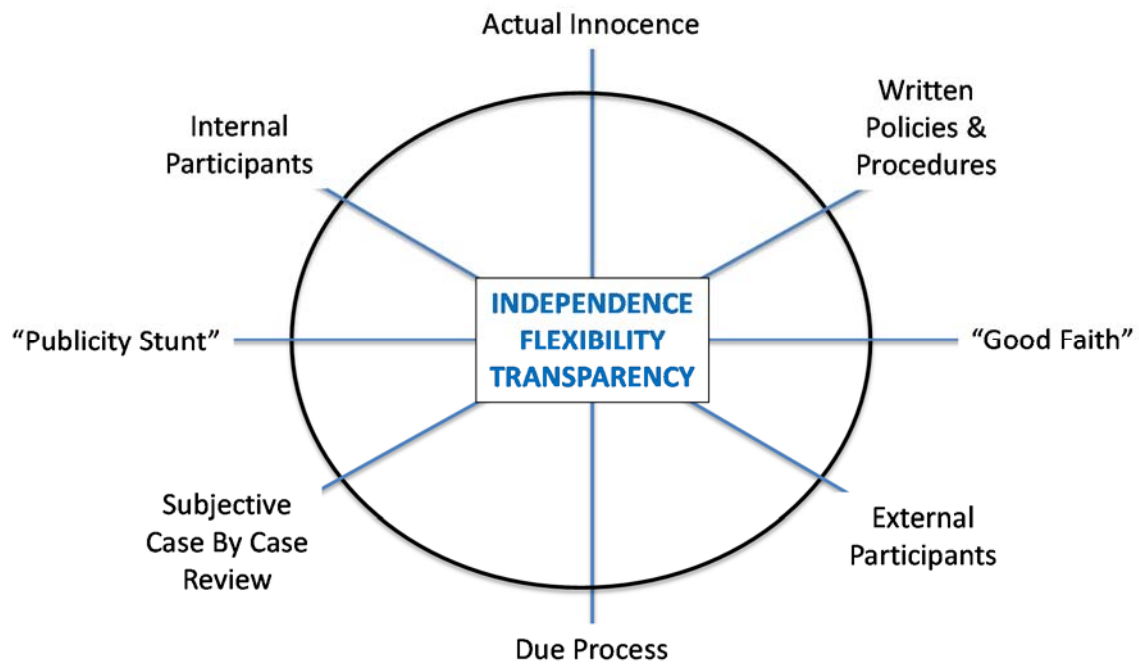 Actual Innocence
Written
Policies &
Procedures
Internal
Participants
INDEPENDENCE
FLEXIBILITY
TRANSPARENCY
“Publicity Stunt”
“Good Faith”
Subjective
Case By Case
Review
External
Participants
Due Process